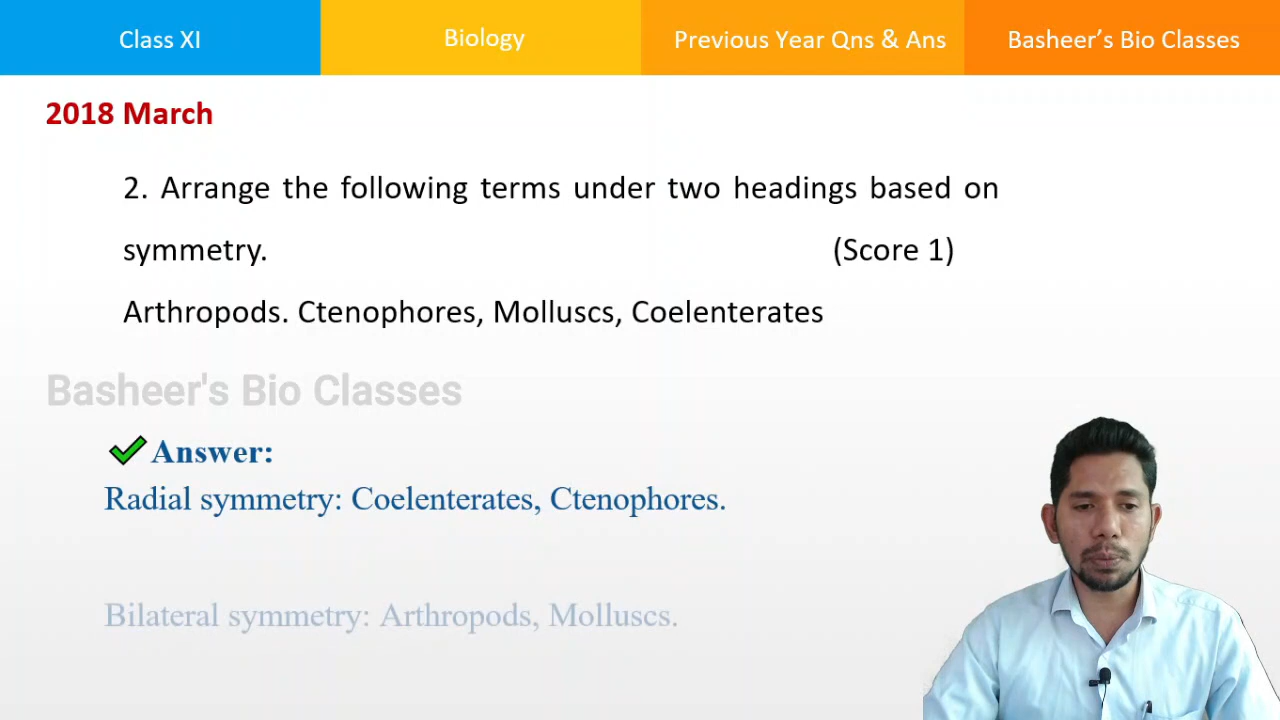 Class XI
Biology
Previous Year Qns & Ans
Basheer’s Bio Classes
2018 March
2. Arrange the following terms under two headings based on
symmetry. (Score 1)
Arthropods. Ctenophores, Molluscs, Coelenterates
Basheer's Bio Classes
Answer:
Radial symmetry: Coelenterates, Ctenophores.
Bilateral symmetry: Arthropods, Molluscs.